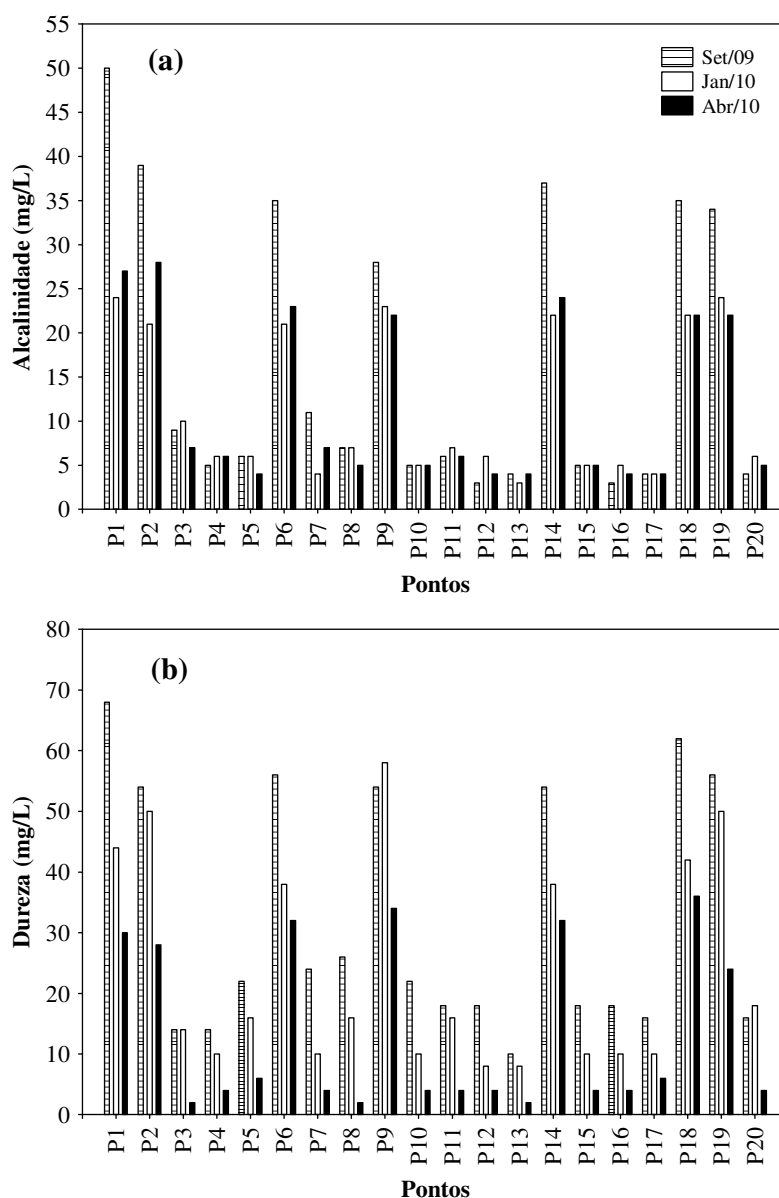 55
50
45
40
35
30
25
20
15
10
5
0
Alcalinidade (mg/L)
(a)
Set/09
Jan/10
Abr/10
P1
P2
P3
P4
P5
P6
P7
P8
P9
P10
P11
P12
P13
P14
P15
P16
P17
P18
P19
P20
Pontos
80
70
60
50
40
30
20
10
0
Dureza (mg/L)
(b)
P1
P2
P3
P4
P5
P6
P7
P8
P9
P10
P11
P12
P13
P14
P15
P16
P17
P18
P19
P20
Pontos